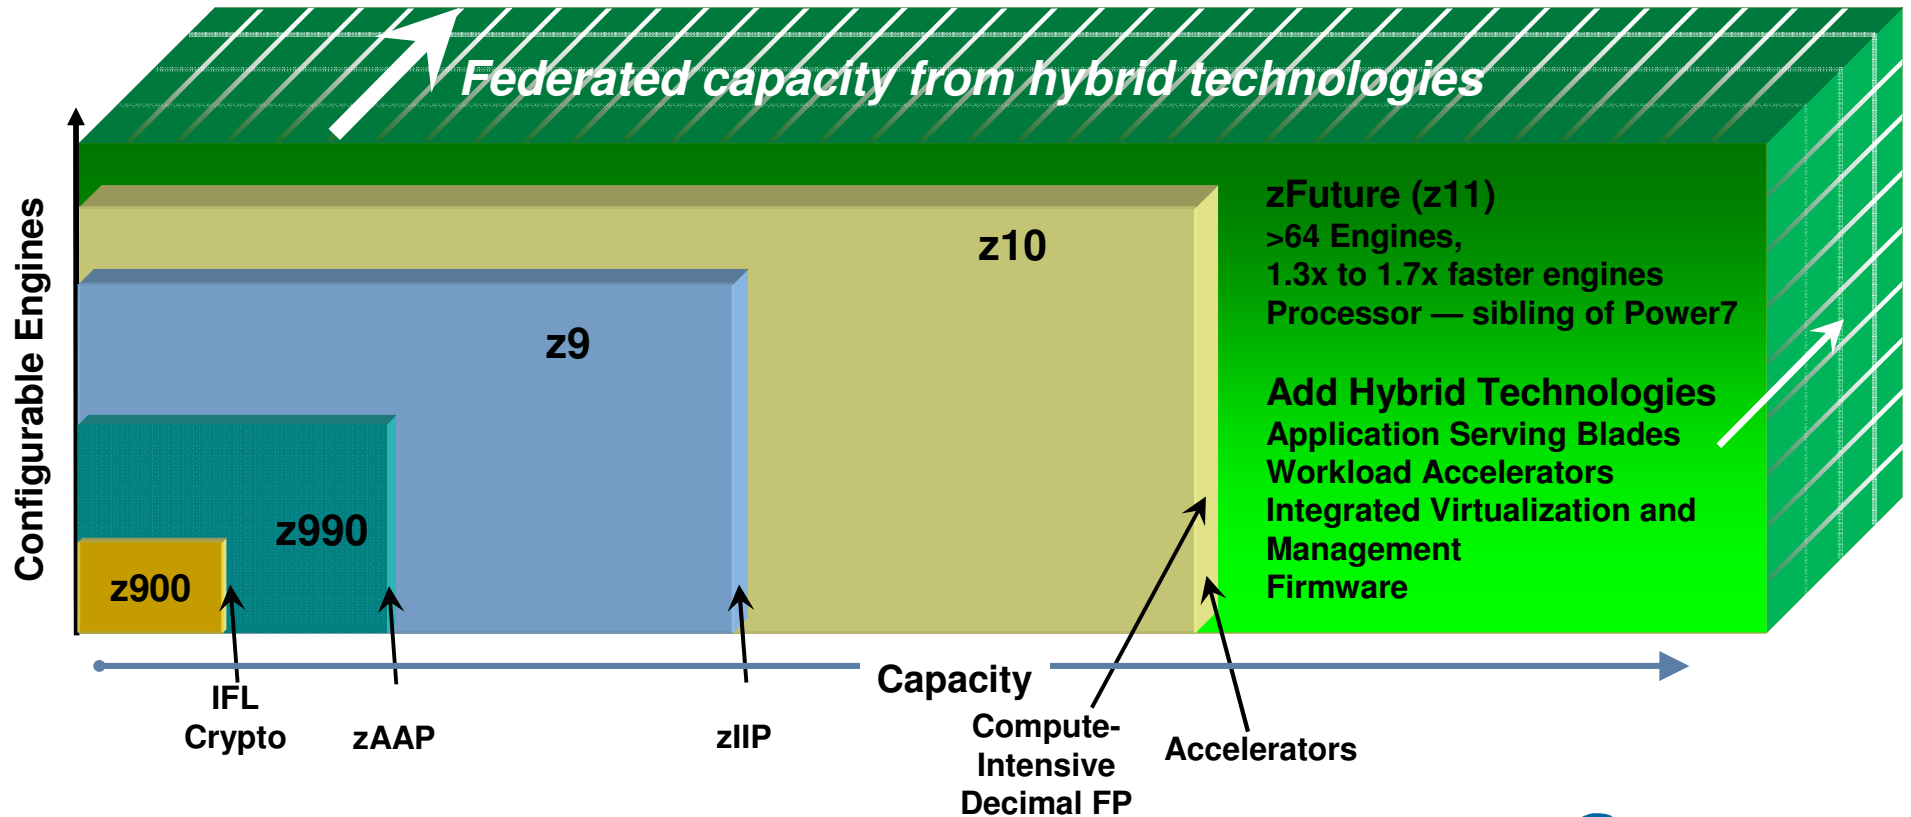 Federated capacity from hybrid technologies
Configurable Engines
zFuture (z11)
>64 Engines,
1.3x to 1.7x faster engines
Processor — sibling of Power7
Add Hybrid Technologies
Application Serving Blades
Workload Accelerators
Integrated Virtualization and
Management
Firmware
z10
z9
z990
z900
Capacity
IFL
Crypto
zAAP
zIIP
Compute-
Intensive
Decimal FP
Accelerators